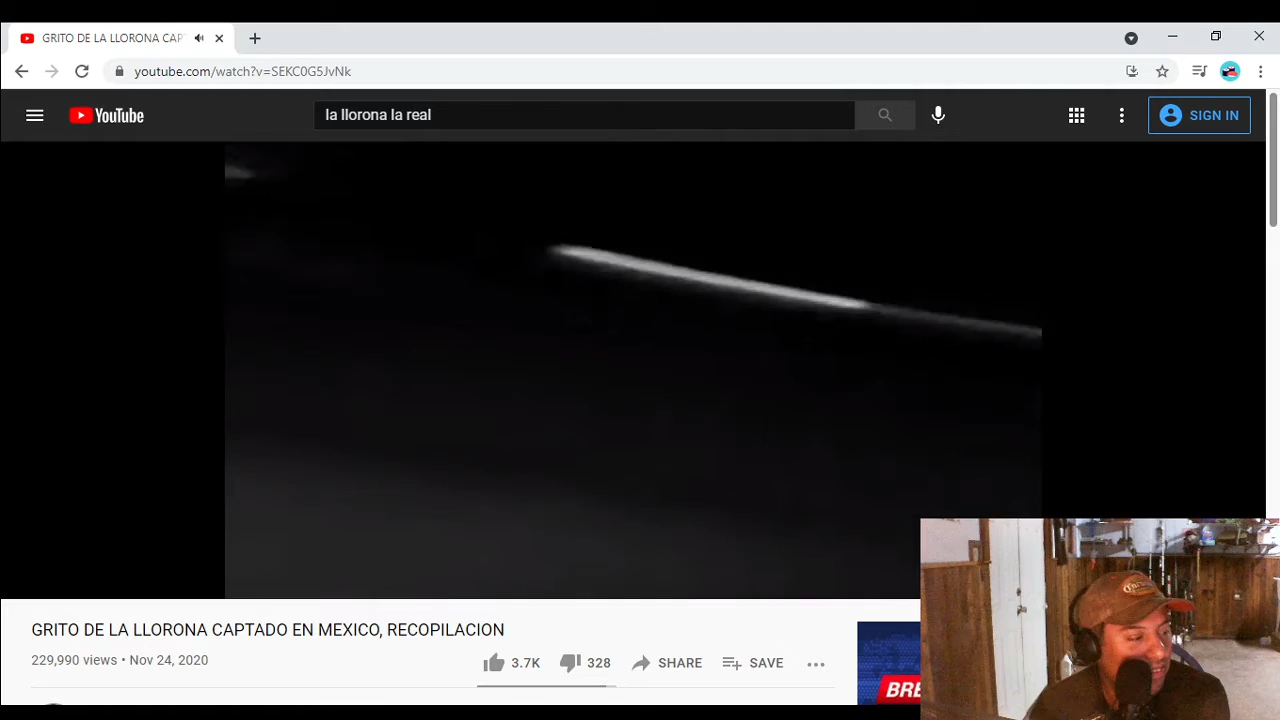 GRITO DE LA LLORONA CAP
youtube.com/watch?v=SEKC0G5JvNk
YouTube
la llorona la real
SIGN IN
GRITO DE LA LLORONA CAPTADO EN MEXICO, RECOPILACION
229,990 views • Nov 24, 2020
3.7K
328
SHARE
SAVE
BRE